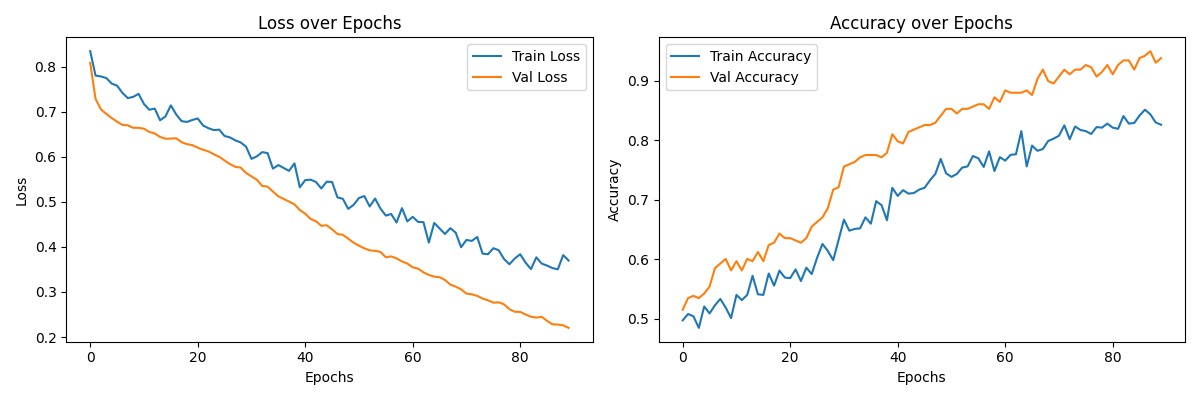 Loss over Epochs
Train Loss
Val Loss
0.8
0.7
0.6
0.5
0.4
0.3
0.2
Loss
0
20
40
60
80
Epochs
Accuracy over Epochs
Train Accuracy
Val Accuracy
0.9
0.8
0.7
0.6
0.5
Accuracy
0
20
40
60
80
Epochs